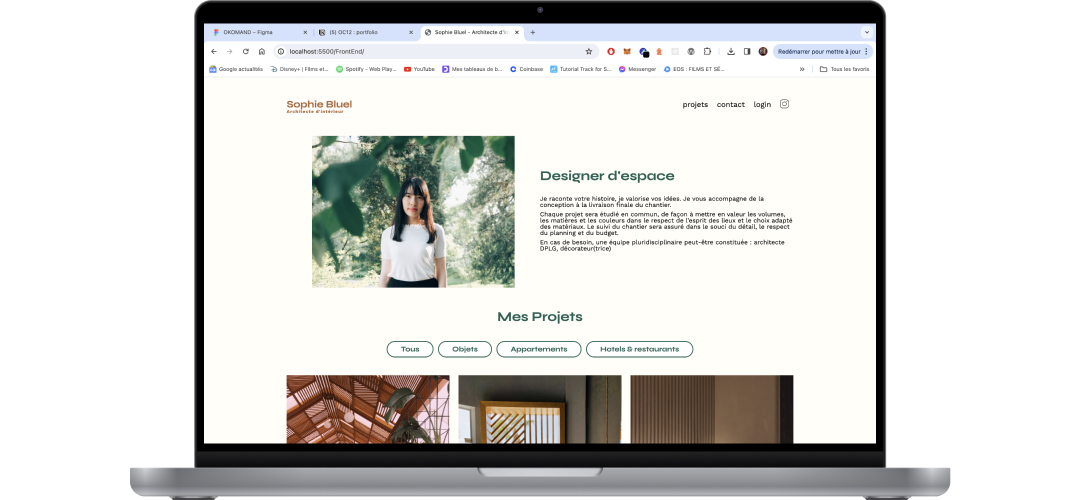 OKOMAND – Figma
(5) OC12 : portfolio
Sophie Bluel - Architecte d'in
localhost:5500/FrontEnd/
Redémarrer pour mettre à jour
Google actualités
Disney+ | Films et...
Spotify - Web Play...
YouTube
Mes tableaux de b...
Coinbase
Tutorial Track for S...
Messenger
EOS : FILMS ET SÉ...
Tous les favoris
Sophie Bluel
Architecte d'intérieur
projets
contact
login
Designer d'espace
Je raconte votre histoire, je valorise vos idées. Je vous accompagne de la
conception à la livraison finale du chantier.
Chaque projet sera étudié en commun, de façon à mettre en valeur les volumes,
les matières et les couleurs dans le respect de l'esprit des lieux et le choix adapté
des matériaux. Le suivi du chantier sera assuré dans le souci du détail, le respect
du planning et du budget.
En cas de besoin, une équipe pluridisciplinaire peut-être constituée : architecte
DPLG, décorateur(trice)
Mes Projets
Tous
Objets
Appartements
Hotels & restaurants